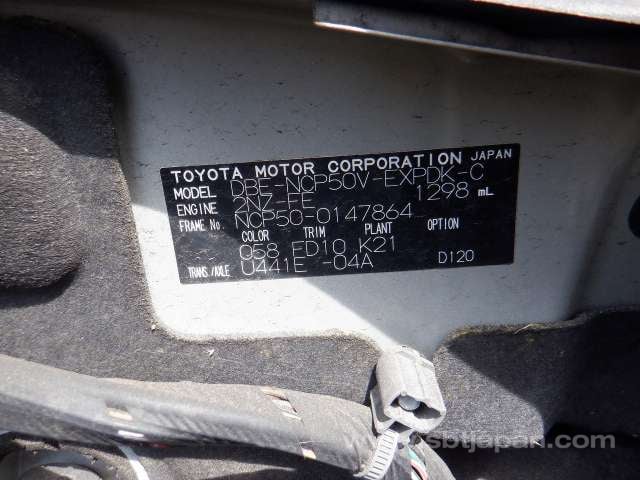 TOYOTA MOTOR CORPORATION JAPAN
MODEL DBE-NCP50V-EXPDK-C
ENGINE 2NZ-FE 1298 mL
FRAME No. NCP50-0147864
COLOR TRIM PLANT OPTION
058 FD10 K21
TRANS./AXLE U441E -04A D120
sbtjapan.com